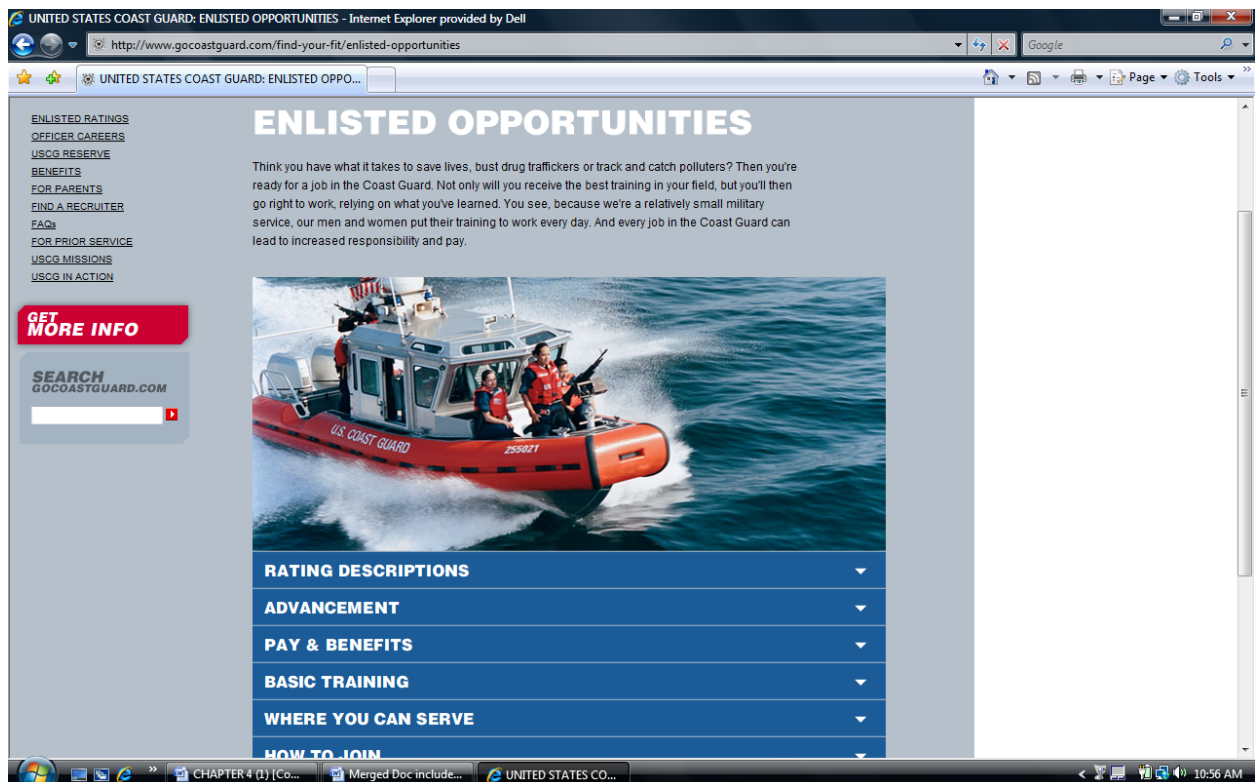 UNITED STATES COAST GUARD: ENLISTED OPPORTUNITIES - Internet Explorer provided by Dell
http://www.gocoastguard.com/find-your-fit/enlisted-opportunities
Google
UNITED STATES COAST GUARD: ENLISTED OPPO...
Page
Tools
ENLISTED RATINGS
OFFICER CAREERS
USCG RESERVE
BENEFITS
FOR PARENTS
FIND A RECRUITER
FAQs
FOR PRIOR SERVICE
USCG MISSIONS
USCG IN ACTION
GET
MORE INFO
SEARCH
GOCOASTGUARD.COM
ENLISTED OPPORTUNITIES
Think you have what it takes to save lives, bust drug traffickers or track and catch polluters? Then you're
ready for a job in the Coast Guard. Not only will you receive the best training in your field, but you'll then
go right to work, relying on what you've learned. You see, because we're a relatively small military
service, our men and women put their training to work every day. And every job in the Coast Guard can
lead to increased responsibility and pay.
U.S. COAST GUARD
255021
RATING DESCRIPTIONS
ADVANCEMENT
PAY & BENEFITS
BASIC TRAINING
WHERE YOU CAN SERVE
HOW TO JOIN
CHAPTER 4 (1) [Co...
Merged Doc include...
UNITED STATES CO...
10:56 AM